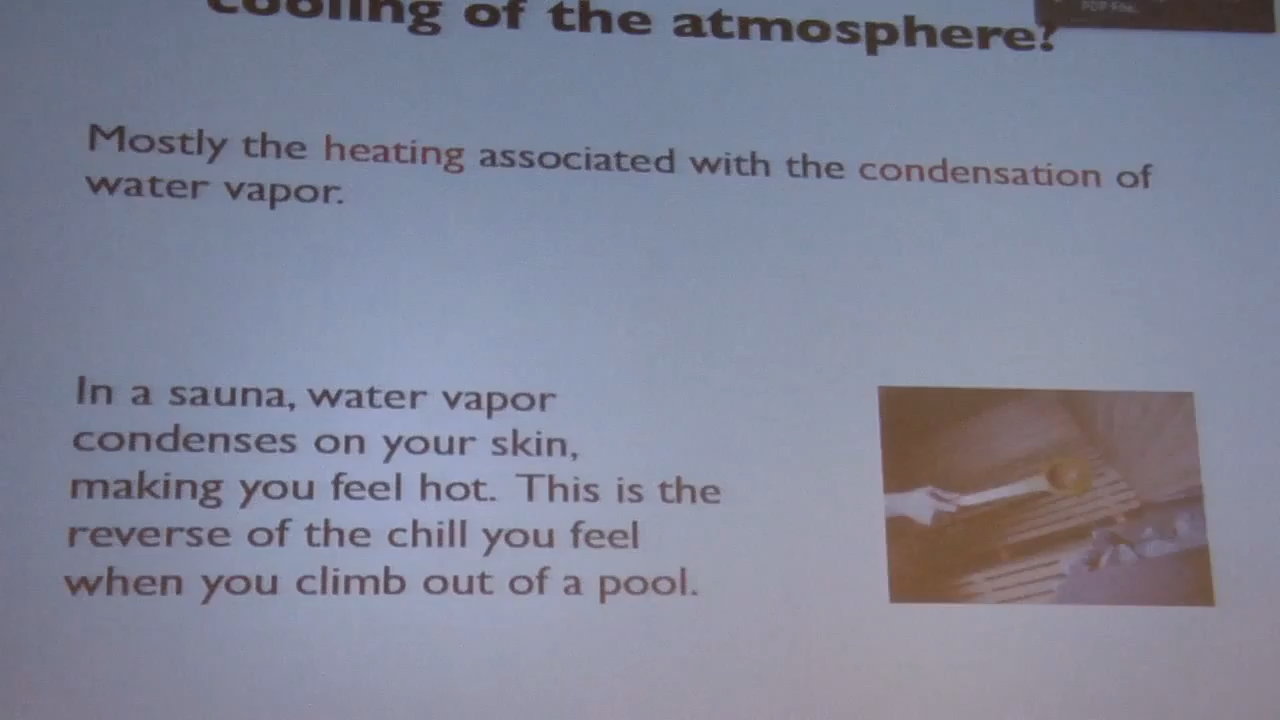 cooling of the atmosphere?
PDF File.
Mostly the heating associated with the condensation of
water vapor.
In a sauna, water vapor
condenses on your skin,
making you feel hot. This is the
reverse of the chill you feel
when you climb out of a pool.